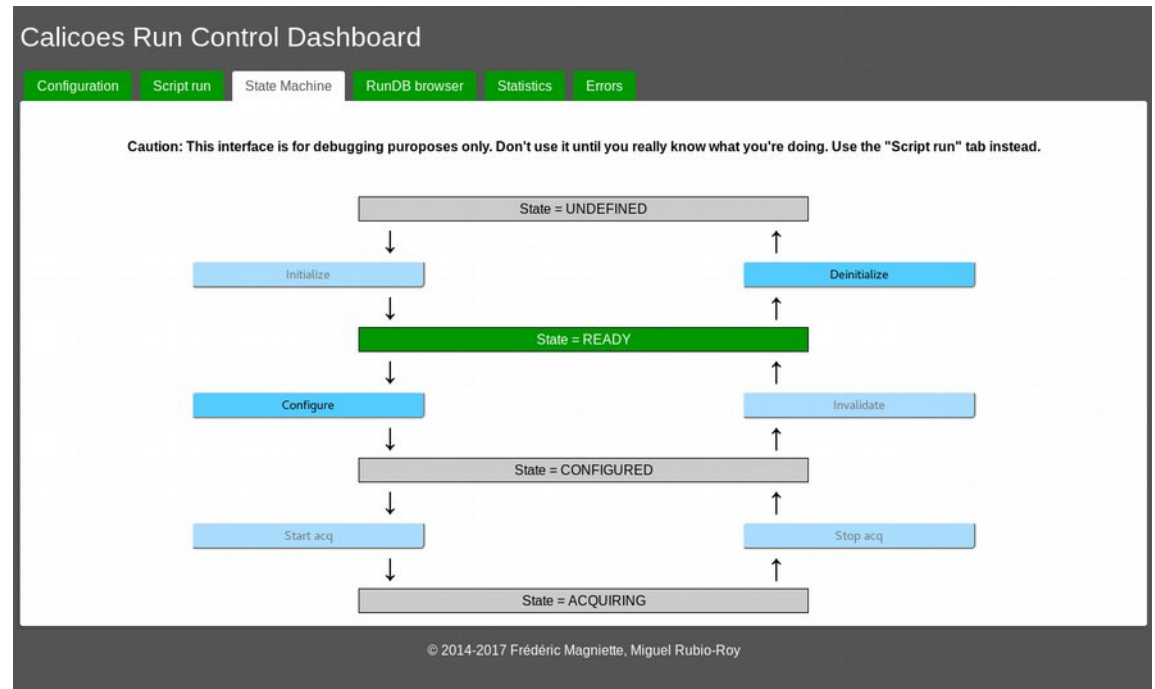 Calicoes Run Control Dashboard
Configuration Script run State Machine RunDB browser Statistics Errors
Caution: This interface is for debugging puroposes only. Don't use it until you really know what you're doing. Use the "Script run" tab instead.
State = UNDEFINED
Initialize Deinitialize
State = READY
Configure Invalidate
State = CONFIGURED
Start acq Stop acq
State = ACQUIRING
© 2014-2017 Frédéric Magniette, Miguel Rubio-Roy